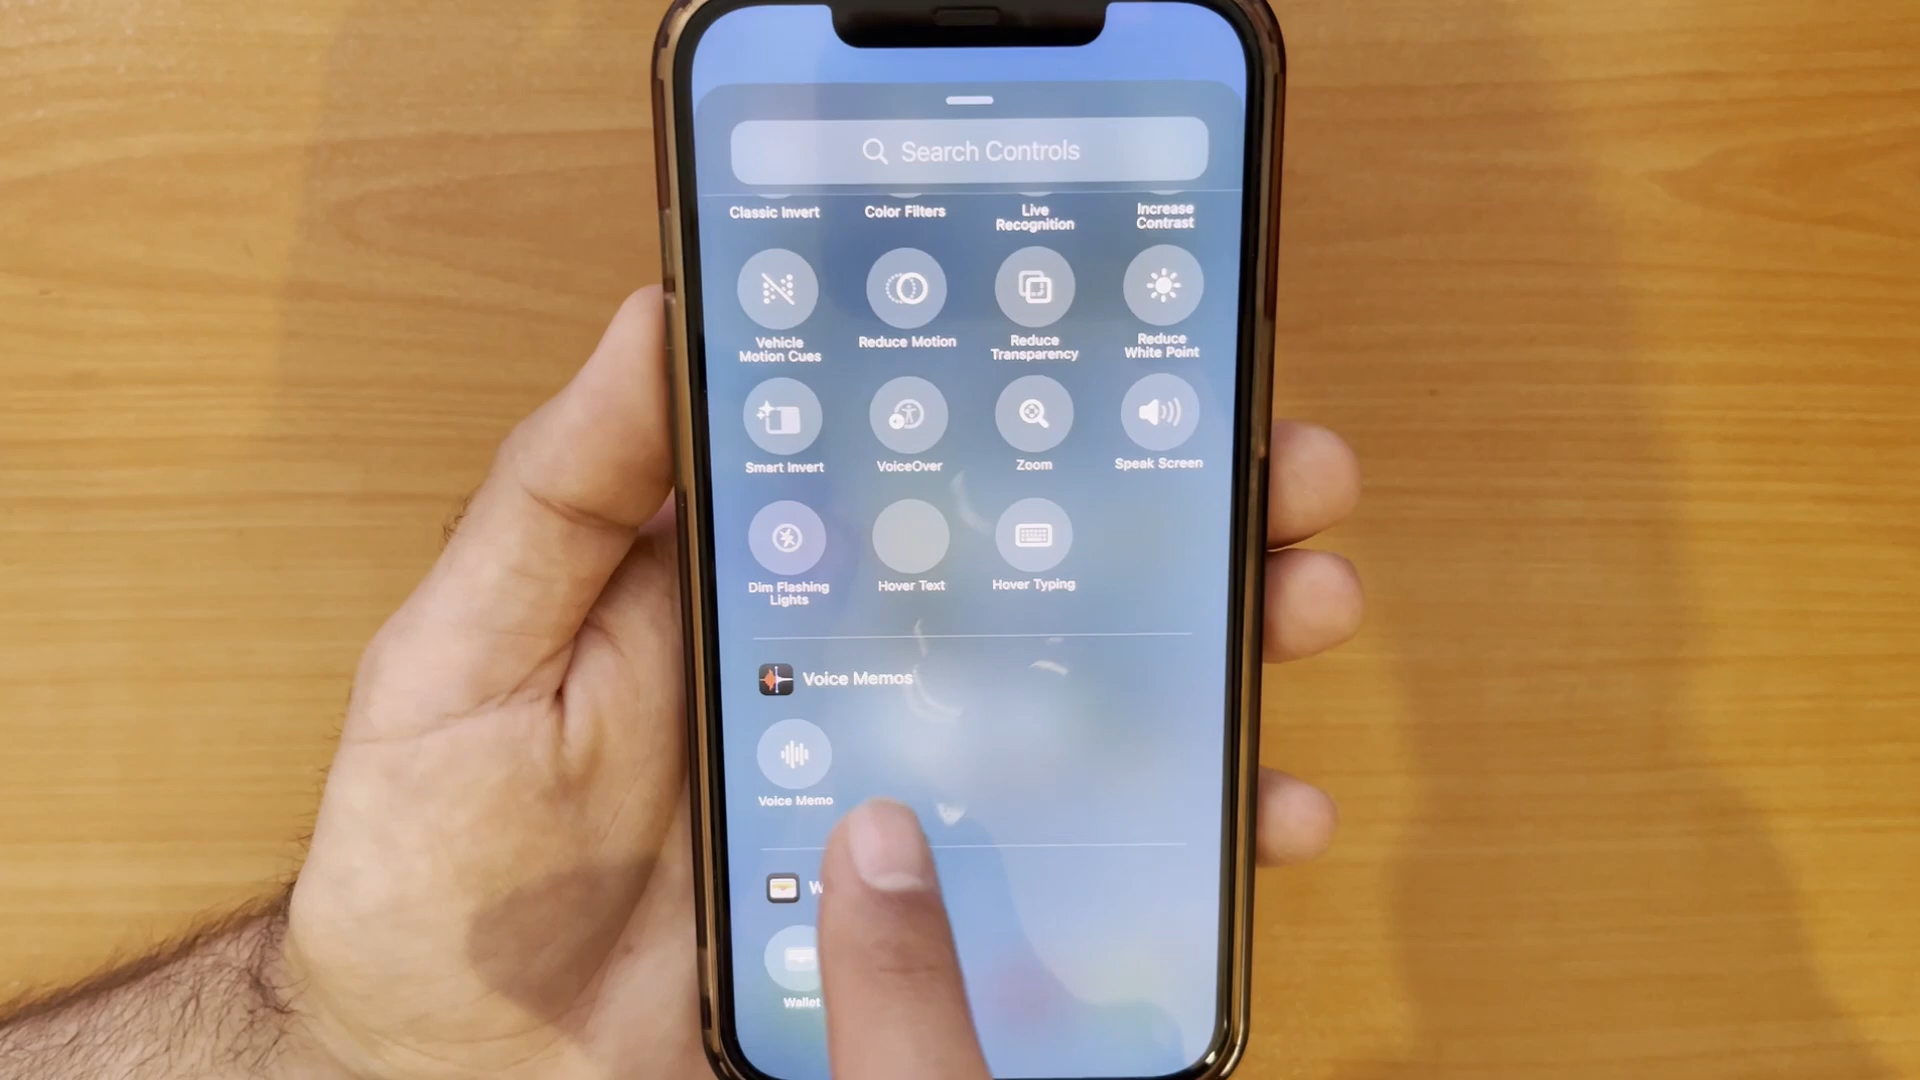 Search Controls
Classic Invert
Color Filters
Live
Recognition
Increase
Contrast
Vehicle
Motion Cues
Reduce Motion
Reduce
Transparency
Reduce
White Point
Smart Invert
VoiceOver
Zoom
Speak Screen
Dim Flashing
Lights
Hover Text
Hover Typing
Voice Memos
Voice Memo
Wallet